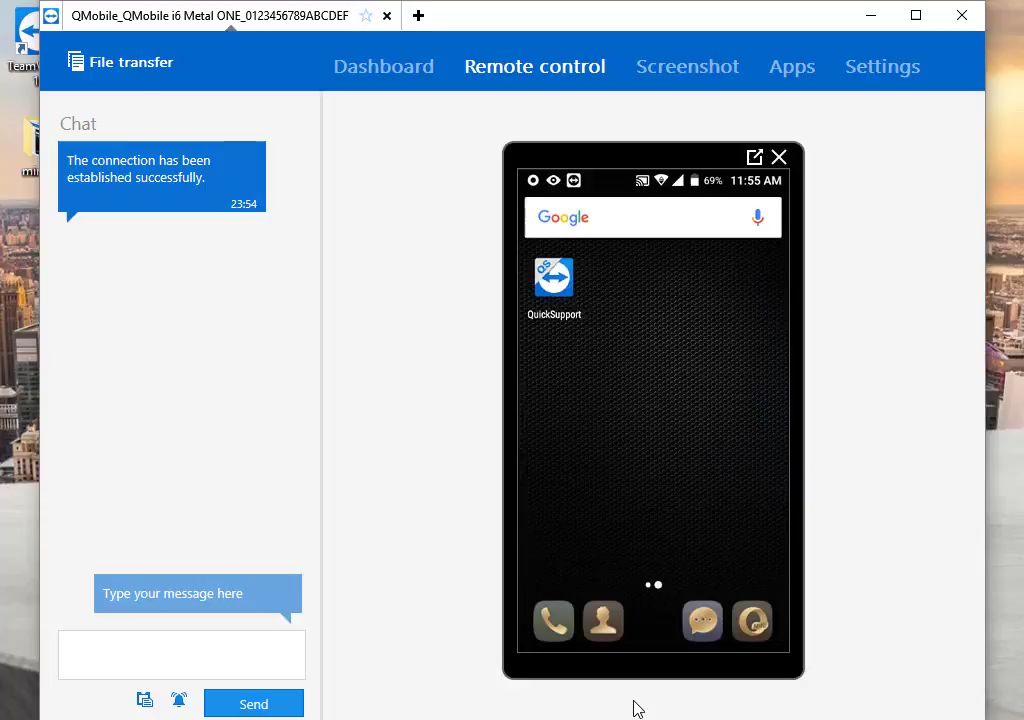 QMobile_QMobile i6 Metal ONE_0123456789ABCDEF
File transfer
Dashboard
Remote control
Screenshot
Apps
Settings
Chat
The connection has been
established successfully.
23:54
69% 11:55 AM
Google
QS
QuickSupport
Type your message here
Send